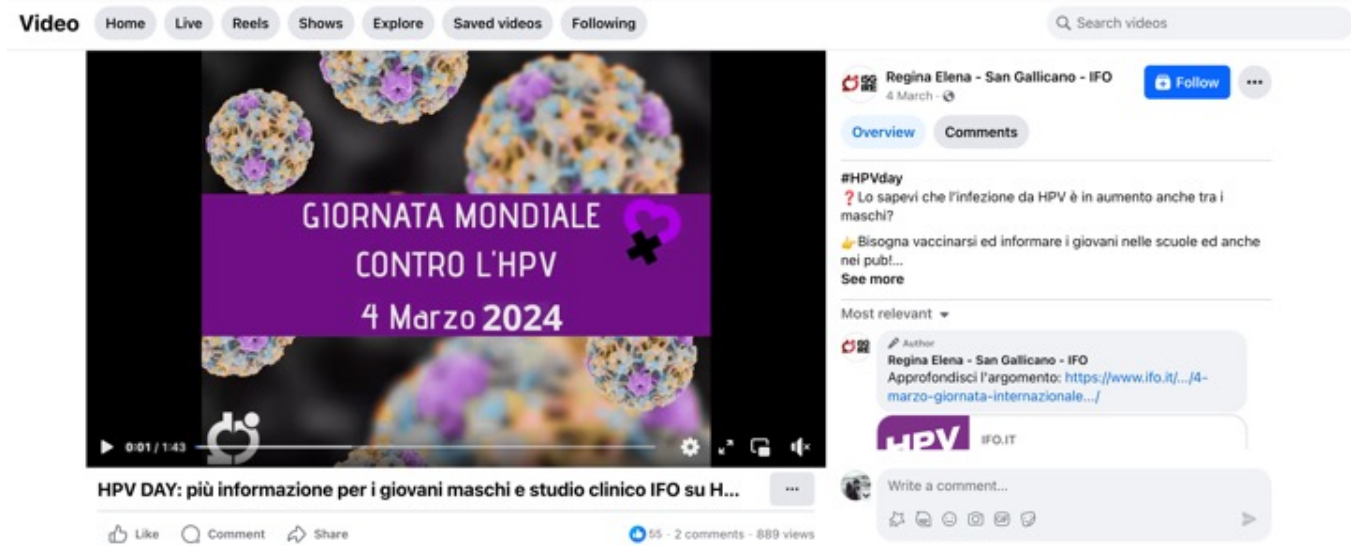 Video Home Live Reels Shows Explore Saved videos Following Search videos
GIORNATA MONDIALE
CONTRO L'HPV
4 Marzo 2024
0:01 / 1:43
HPV DAY: più informazione per i giovani maschi e studio clinico IFO su H...
Like Comment Share 55 · 2 comments · 889 views
Regina Elena - San Gallicano - IFO Follow
4 March
Overview Comments
#HPVday
❓Lo sapevi che l'infezione da HPV è in aumento anche tra i
maschi?
👉Bisogna vaccinarsi ed informare i giovani nelle scuole ed anche
nei pub!...
See more
Most relevant
Author
Regina Elena - San Gallicano - IFO
Approfondisci l'argomento: https://www.ifo.it/.../4-
marzo-giornata-internazionale.../
HPV IFO.IT
Write a comment...